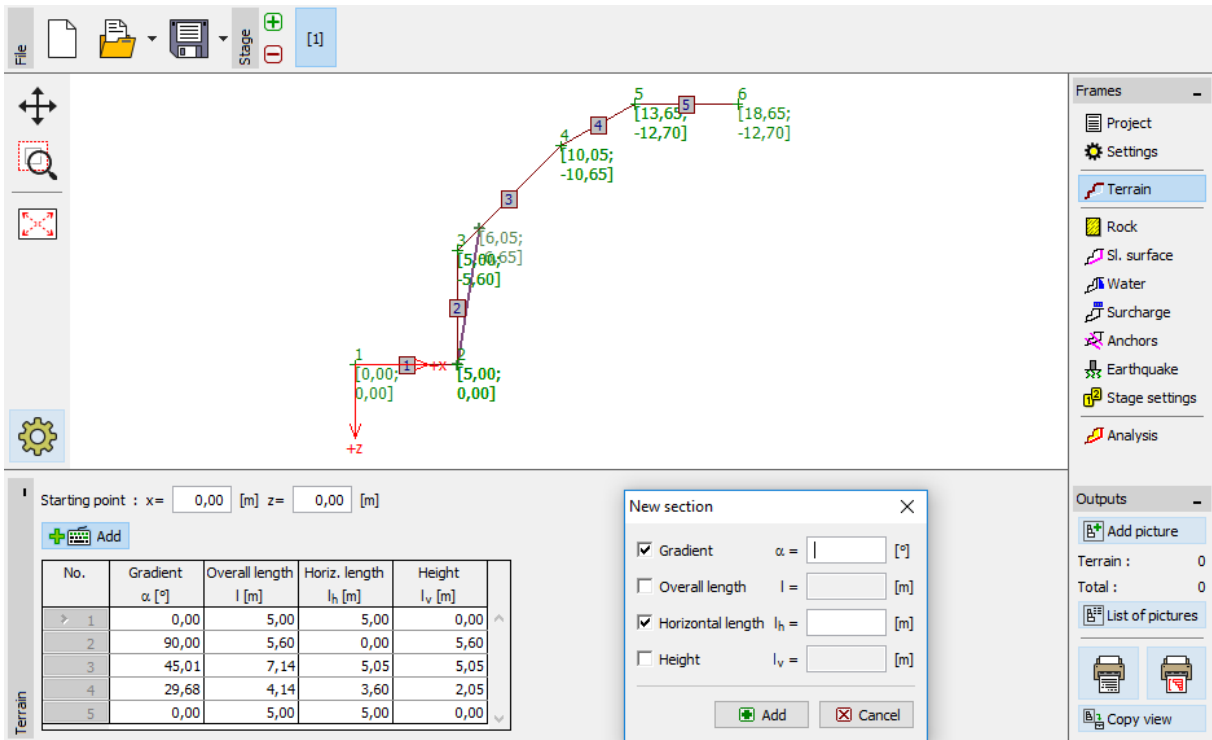 File
Stage
[1]
5
6
5
[13,65;
-12,70]
[18,65;
-12,70]
4
4
[10,05;
-10,65]
3
3
[6,05;
-6,65]
[5,00;
-5,60]
2
1
2
1
+x
[0,00;
0,00]
[5,00;
0,00]
+z
Frames
Project
Settings
Terrain
Rock
Sl. surface
Water
Surcharge
Anchors
Earthquake
Stage settings
Analysis
Terrain
Starting point : x= 0,00 [m] z= 0,00 [m]
Add
No. Gradient Overall length Horiz. length Height
α [°] l [m] lh [m] lv [m]
1 0,00 5,00 5,00 0,00
2 90,00 5,60 0,00 5,60
3 45,01 7,14 5,05 5,05
4 29,68 4,14 3,60 2,05
5 0,00 5,00 5,00 0,00
New section
Gradient α = [°]
Overall length l = [m]
Horizontal length lh = [m]
Height lv = [m]
Add Cancel
Outputs
Add picture
Terrain : 0
Total : 0
List of pictures
Copy view